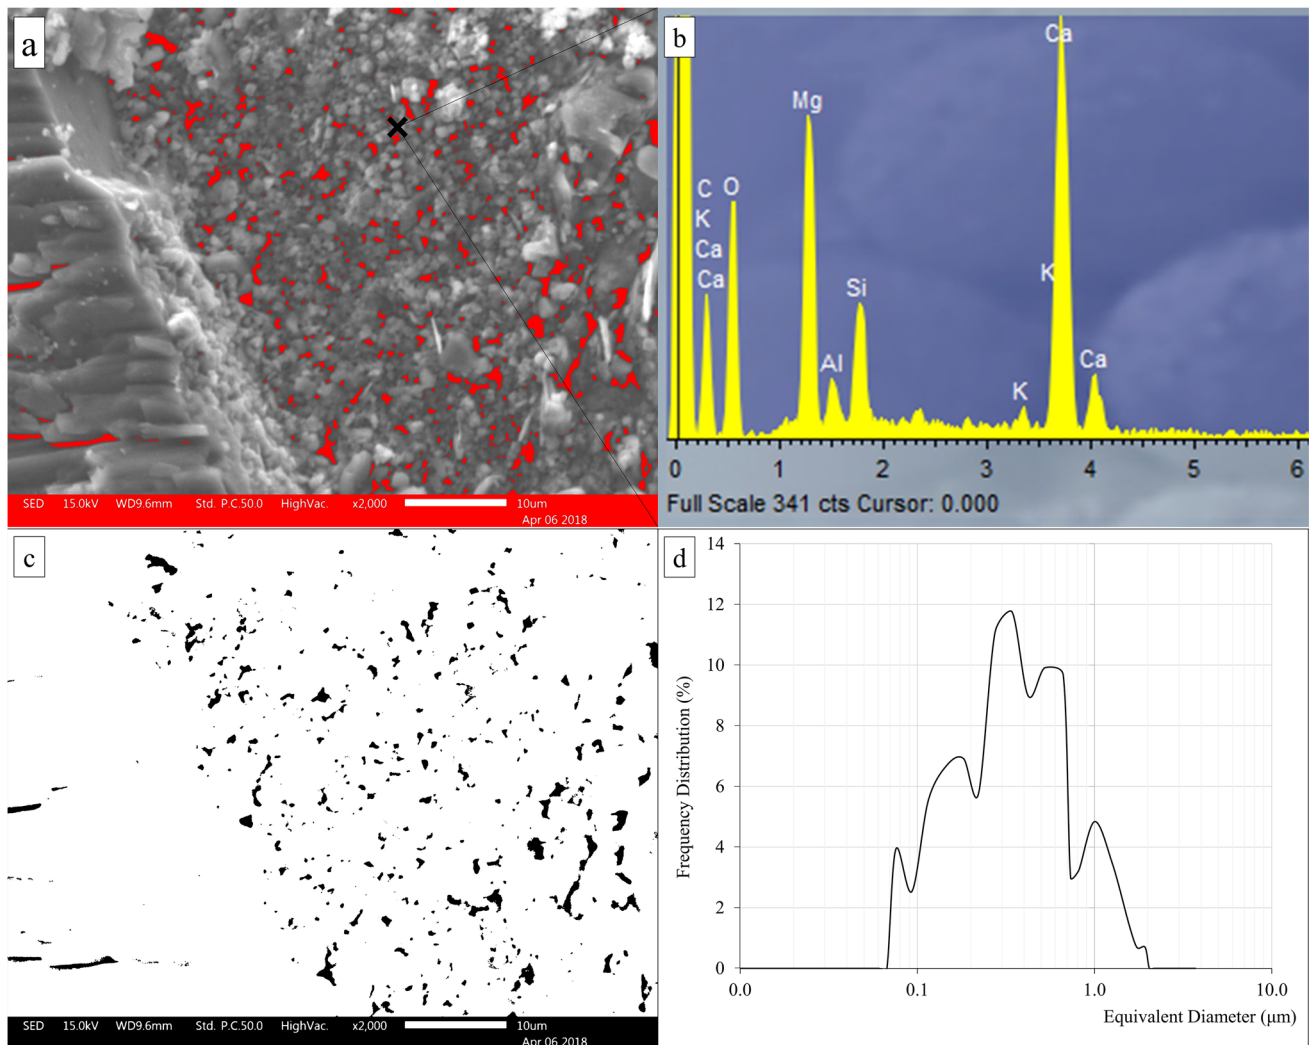 a
SED 15.0kV WD9.6mm Std. P.C.50.0 HighVac. x2,000 10um
Apr 06 2018
b
Ca
Mg
C O
K
Ca
Ca
K
Si
Al
K
Ca
0 1 2 3 4 5 6
Full Scale 341 cts Cursor: 0.000
c
SED 15.0kV WD9.6mm Std. P.C.50.0 HighVac. x2,000 10um
Apr 06 2018
d
14
12
10
8
6
4
2
0
Frequency Distribution (%)
0.0 0.1 1.0 10.0
Equivalent Diameter (μm)